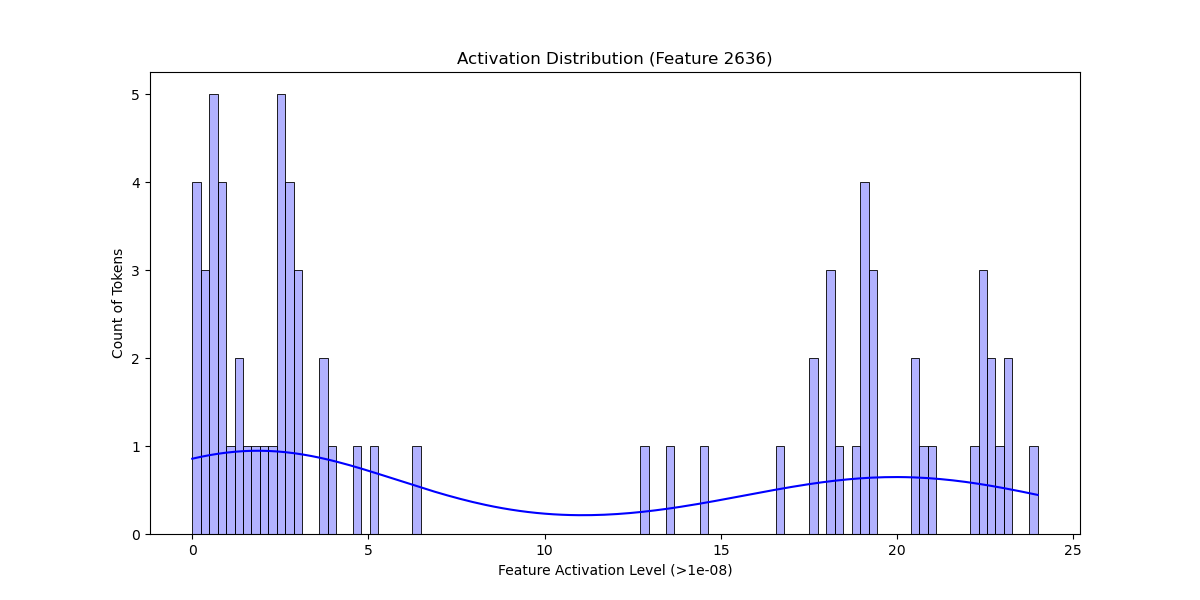 Activation Distribution (Feature 2636)
5
4
3
2
1
0
Count of Tokens
0 5 10 15 20 25
Feature Activation Level (>1e-08)